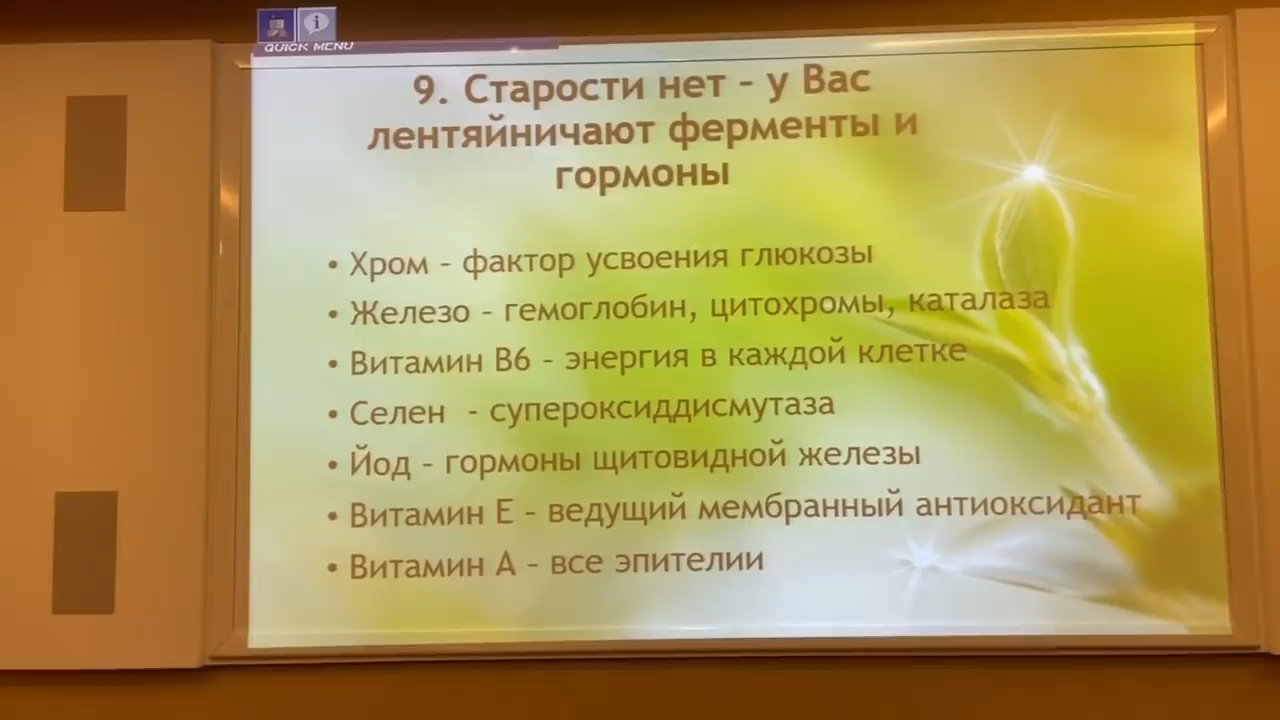 QUICK MENU
9. Старости нет – у Вас
лентяйничают ферменты и
гормоны
• Хром – фактор усвоения глюкозы
• Железо – гемоглобин, цитохромы, каталаза
• Витамин В6 – энергия в каждой клетке
• Селен - супероксиддисмутаза
• Йод – гормоны щитовидной железы
• Витамин Е – ведущий мембранный антиоксидант
• Витамин А – все эпителии